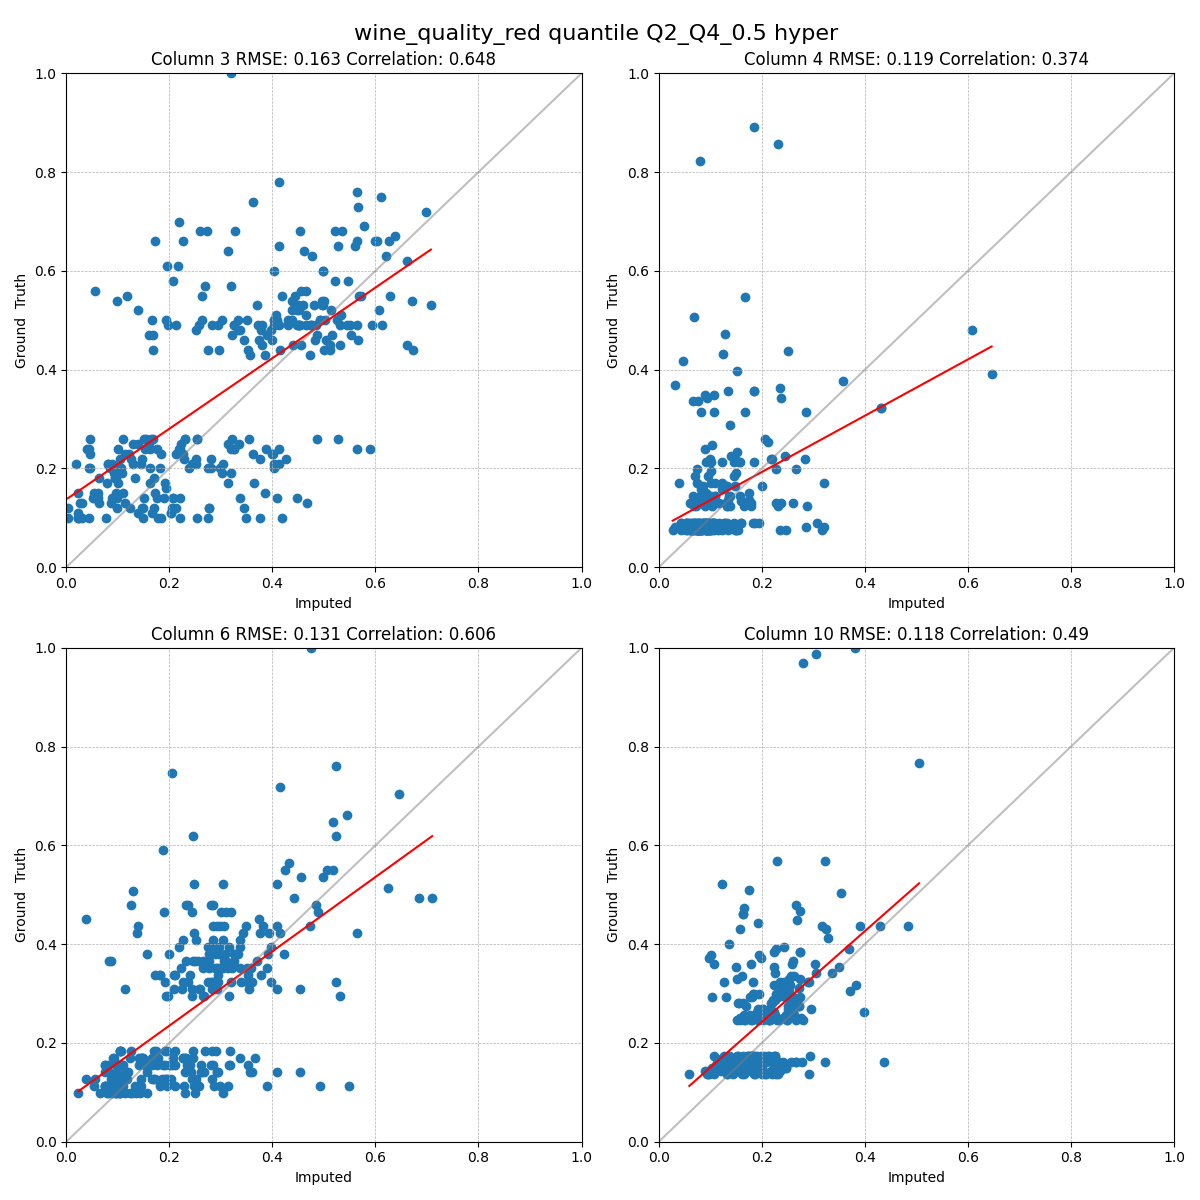 wine_quality_red quantile Q2_Q4_0.5 hyper
Column 3 RMSE: 0.163 Correlation: 0.648
1.0
0.8
0.6
0.4
0.2
0.0
Ground Truth
0.0 0.2 0.4 0.6 0.8 1.0
Imputed
Column 4 RMSE: 0.119 Correlation: 0.374
1.0
0.8
0.6
0.4
0.2
0.0
Ground Truth
0.0 0.2 0.4 0.6 0.8 1.0
Imputed
Column 6 RMSE: 0.131 Correlation: 0.606
1.0
0.8
0.6
0.4
0.2
0.0
Ground Truth
0.0 0.2 0.4 0.6 0.8 1.0
Imputed
Column 10 RMSE: 0.118 Correlation: 0.49
1.0
0.8
0.6
0.4
0.2
0.0
Ground Truth
0.0 0.2 0.4 0.6 0.8 1.0
Imputed